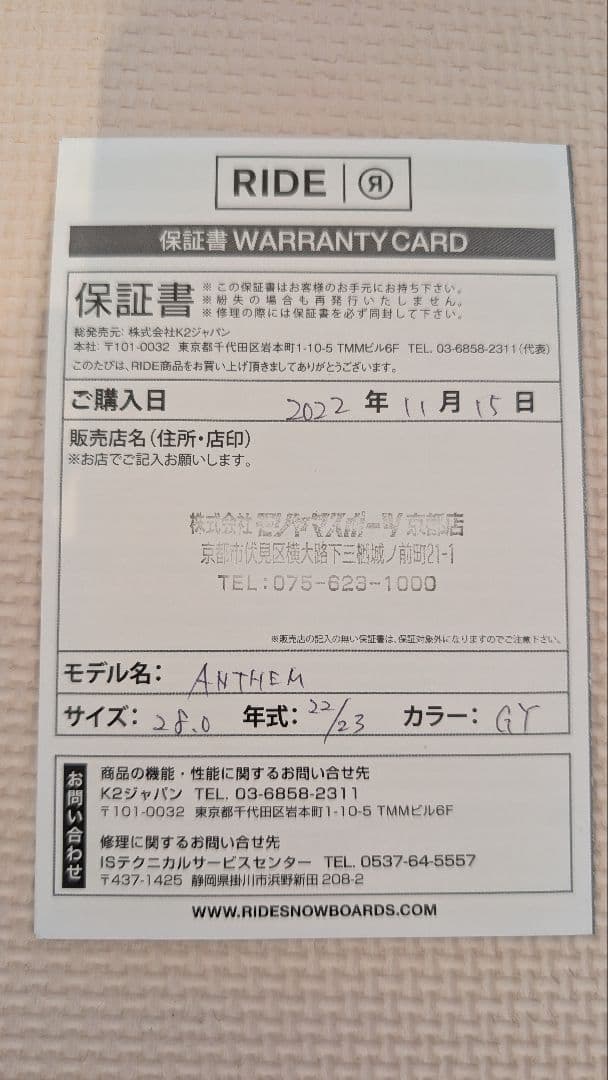 RIDE | R
保証書 WARRANTY CARD
保証書
※この保証書はお客様のお手元にお持ち下さい。
※紛失の場合も再発行いたしません。
※修理の際には保証書を必ず同封して下さい。
総発売元: 株式会社K2ジャパン
本社: 〒101-0032 東京都千代田区岩本町1-10-5 TMMビル6F TEL. 03-6858-2311(代表)
このたびは、RIDE商品をお買い上げ頂きましてありがとうございます。
ご購入日 2022 年 11 月 15 日
販売店名(住所・店印)
※お店でご記入お願いします。
株式会社 モリヤマスポーツ 京都店
京都市伏見区横大路下三栖城ノ前町21-1
TEL:075-623-1000
※販売店の記入の無い保証書は、保証対象外になりますのでご注意下さい。
モデル名: ANTHEM
サイズ: 28.0 年式: 22/23 カラー: GY
お問い合わせ
商品の機能・性能に関するお問い合せ先
K2ジャパン TEL. 03-6858-2311
〒101-0032 東京都千代田区岩本町1-10-5 TMMビル6F
修理に関するお問い合せ先
ISテクニカルサービスセンター TEL. 0537-64-5557
〒437-1425 静岡県掛川市浜野新田 208-2
WWW.RIDESNOWBOARDS.COM